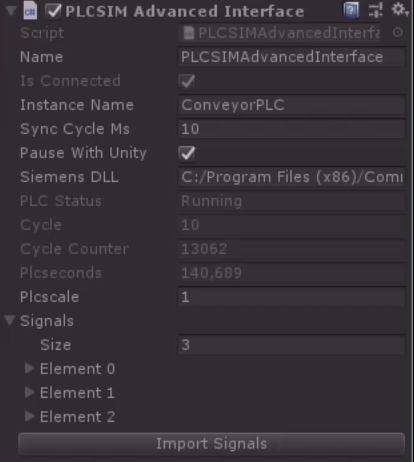 PLCSIM Advanced Interface
Script PLCSIMAdvancedInterfa
Name PLCSIMAdvancedInterface
Is Connected
Instance Name ConveyorPLC
Sync Cycle Ms 10
Pause With Unity
Siemens DLL C:/Program Files (x86)/Com
PLC Status Running
Cycle 10
Cycle Counter 13062
Plcseconds 140,689
Plcscale 1
Signals
Size 3
Element 0
Element 1
Element 2
Import Signals